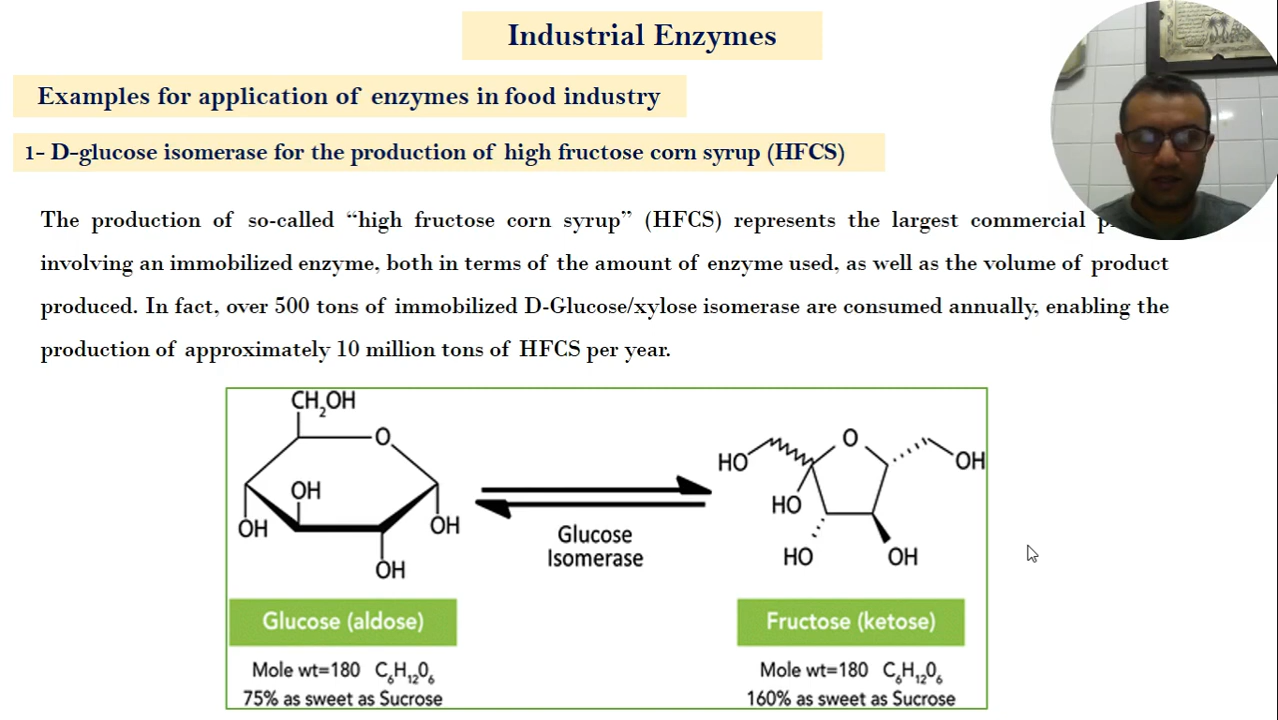 Industrial Enzymes
Examples for application of enzymes in food industry
1- D-glucose isomerase for the production of high fructose corn syrup (HFCS)
The production of so-called “high fructose corn syrup” (HFCS) represents the largest commercial
involving an immobilized enzyme, both in terms of the amount of enzyme used, as well as the volume of product
produced. In fact, over 500 tons of immobilized D-Glucose/xylose isomerase are consumed annually, enabling the
production of approximately 10 million tons of HFCS per year.
CH₂OH
O
OH
OH
OH
OH
Glucose
Isomerase
O
HO
OH
HO
HO
OH
Glucose (aldose)
Mole wt=180 C₆H₁₂0₆
75% as sweet as Sucrose
Fructose (ketose)
Mole wt=180 C₆H₁₂0₆
160% as sweet as Sucrose